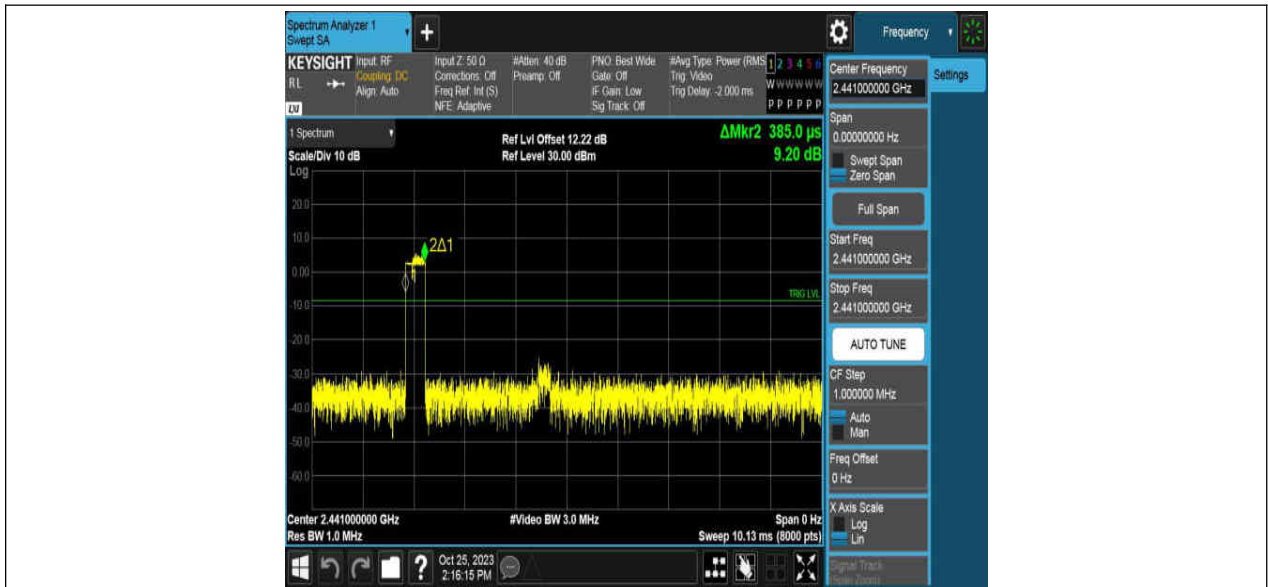 Spectrum Analyzer 1
Swept SA
+
Frequency
KEYSIGHT
RL
LXI
Input: RF
Coupling: DC
Align: Auto
Input Z: 50 Ω
Corrections: Off
Freq Ref: Int (S)
NFE: Adaptive
#Atten: 40 dB
Preamp: Off
PNO: Best Wide
Gate: Off
IF Gain: Low
Sig Track: Off
#Avg Type: Power (RMS
Trig: Video
Trig Delay: -2.000 ms
1 2 3 4 5 6
W W W W W W
P P P P P P
1 Spectrum
Scale/Div 10 dB
Log
Ref Lvl Offset 12.22 dB
Ref Level 30.00 dBm
ΔMkr2 385.0 µs
9.20 dB
20.0
10.0
0.00
-10.0
-20.0
-30.0
-40.0
-50.0
-60.0
2Δ1
TRIG LVL
Center 2.441000000 GHz
Res BW 1.0 MHz
#Video BW 3.0 MHz
Span 0 Hz
Sweep 10.13 ms (8000 pts)
Center Frequency
2.441000000 GHz
Settings
Span
0.00000000 Hz
Swept Span
Zero Span
Full Span
Start Freq
2.441000000 GHz
Stop Freq
2.441000000 GHz
AUTO TUNE
CF Step
1.000000 MHz
Auto
Man
Freq Offset
0 Hz
X Axis Scale
Log
Lin
Signal Track
(Span Zoom)
?
Oct 25, 2023
2:16:15 PM